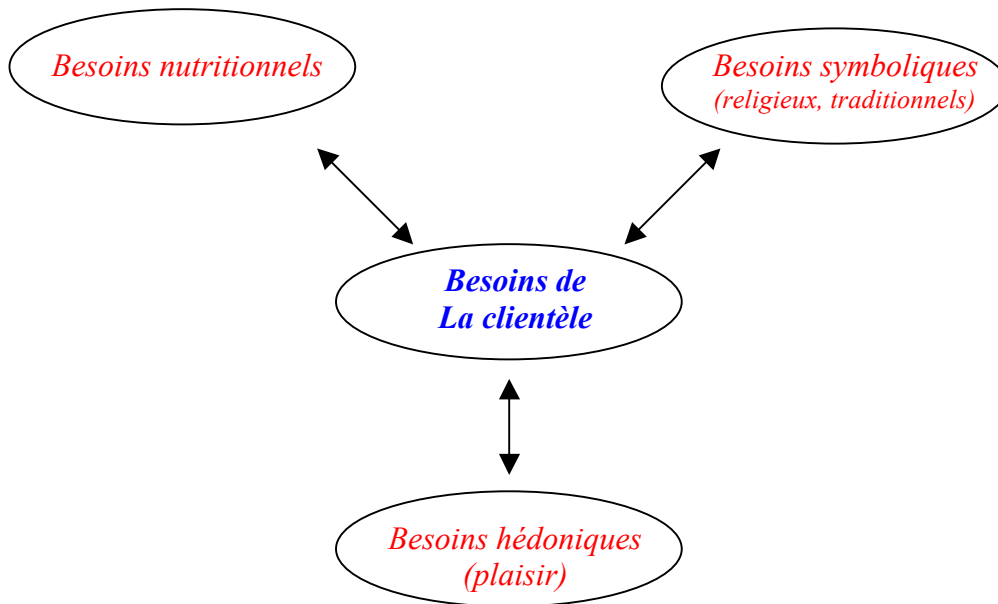 Besoins nutritionnels
Besoins symboliques
(religieux, traditionnels)
Besoins de
La clientèle
Besoins hédoniques
(plaisir)